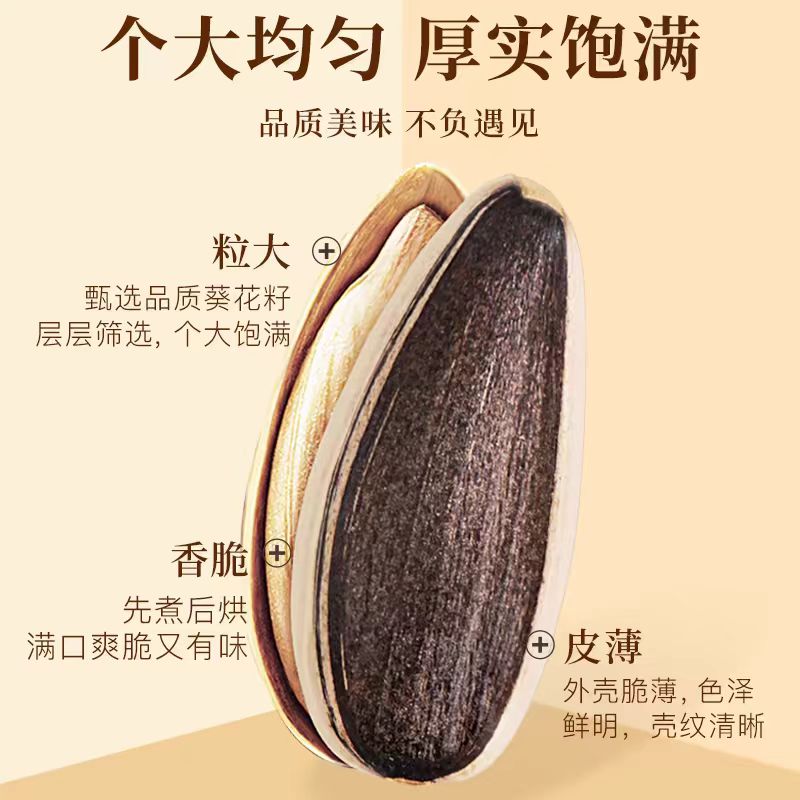 个大均匀 厚实饱满
品质美味 不负遇见
粒大
甄选品质葵花籽
层层筛选, 个大饱满
香脆
先煮后烘
满口爽脆又有味
皮薄
外壳脆薄, 色泽
鲜明, 壳纹清晰